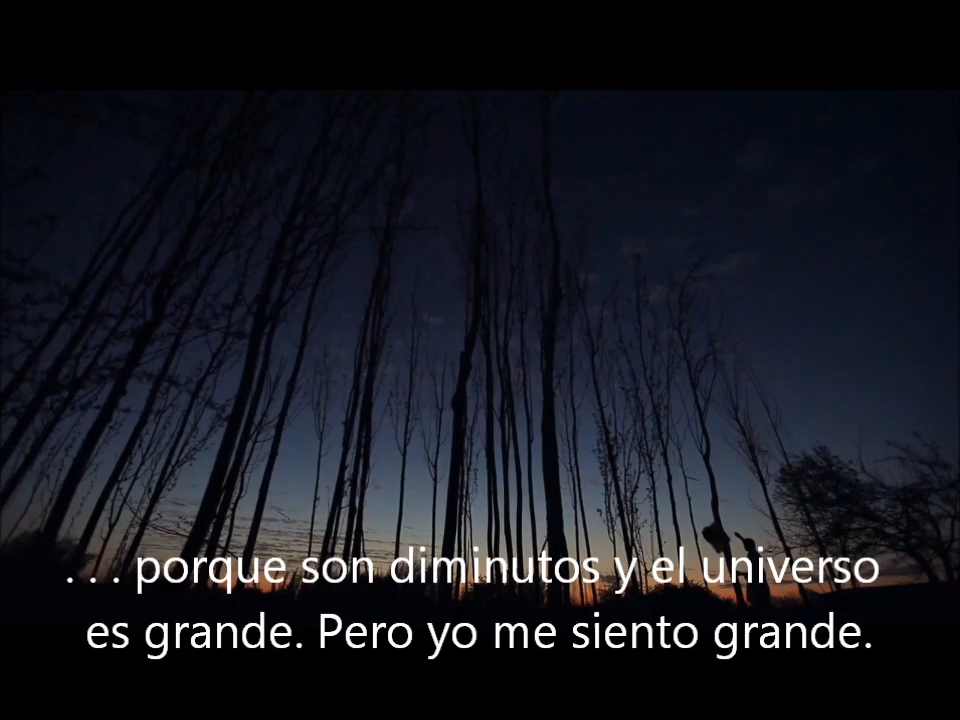 . . . porque son diminutos y el universo
es grande. Pero yo me siento grande.